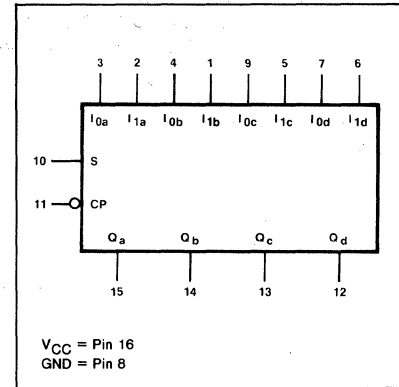 3 2 4 1 9 5 7 6
I0a I1a I0b I1b I0c I1c I0d I1d
10 S
11 CP
Qa Qb Qc Qd
15 14 13 12
VCC = Pin 16
GND = Pin 8